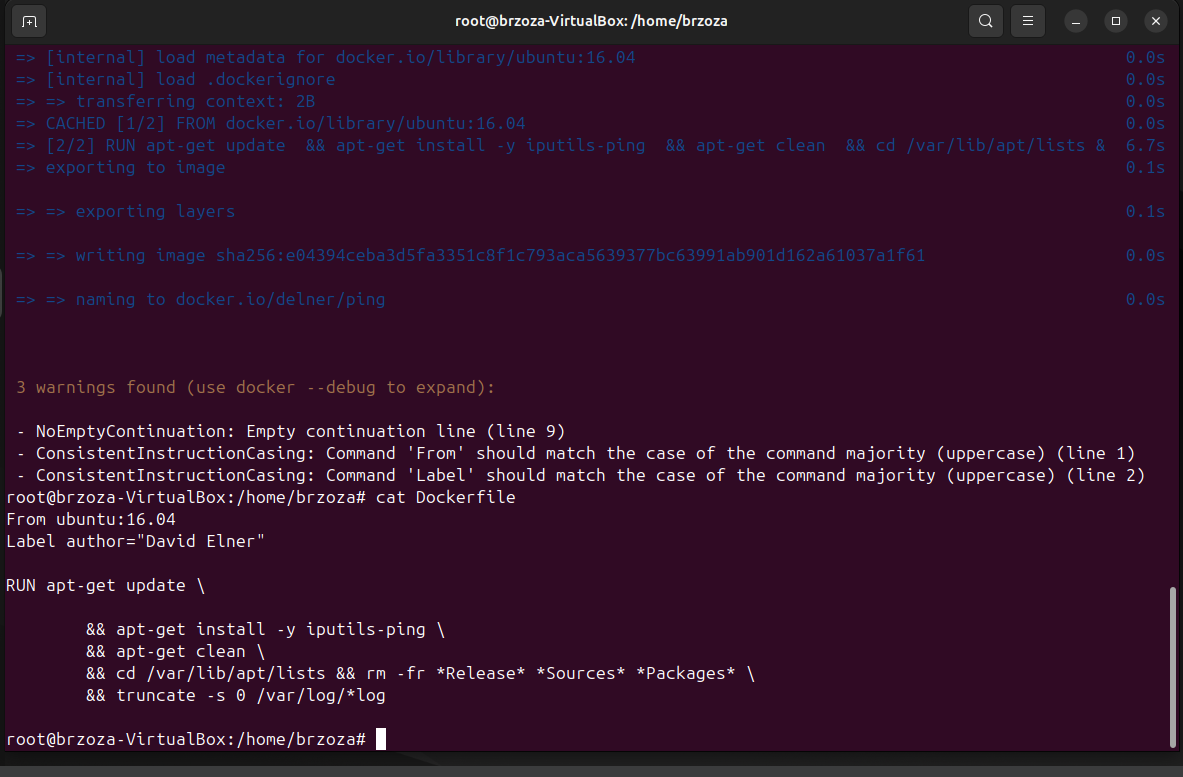 root@brzoza-VirtualBox: /home/brzoza
=> [internal] load metadata for docker.io/library/ubuntu:16.04 0.0s
=> [internal] load .dockerignore 0.0s
=> => transferring context: 2B 0.0s
=> CACHED [1/2] FROM docker.io/library/ubuntu:16.04 0.0s
=> [2/2] RUN apt-get update  && apt-get install -y iputils-ping  && apt-get clean  && cd /var/lib/apt/lists & 6.7s
=> exporting to image 0.1s
=> => exporting layers 0.1s
=> => writing image sha256:e04394ceba3d5fa3351c8f1c793aca5639377bc63991ab901d162a61037a1f61 0.0s
=> => naming to docker.io/delner/ping 0.0s
3 warnings found (use docker --debug to expand):
- NoEmptyContinuation: Empty continuation line (line 9)
- ConsistentInstructionCasing: Command 'From' should match the case of the command majority (uppercase) (line 1)
- ConsistentInstructionCasing: Command 'Label' should match the case of the command majority (uppercase) (line 2)
root@brzoza-VirtualBox:/home/brzoza# cat Dockerfile
From ubuntu:16.04
Label author="David Elner"
RUN apt-get update \
&& apt-get install -y iputils-ping \
&& apt-get clean \
&& cd /var/lib/apt/lists && rm -fr *Release* *Sources* *Packages* \
&& truncate -s 0 /var/log/*log
root@brzoza-VirtualBox:/home/brzoza#